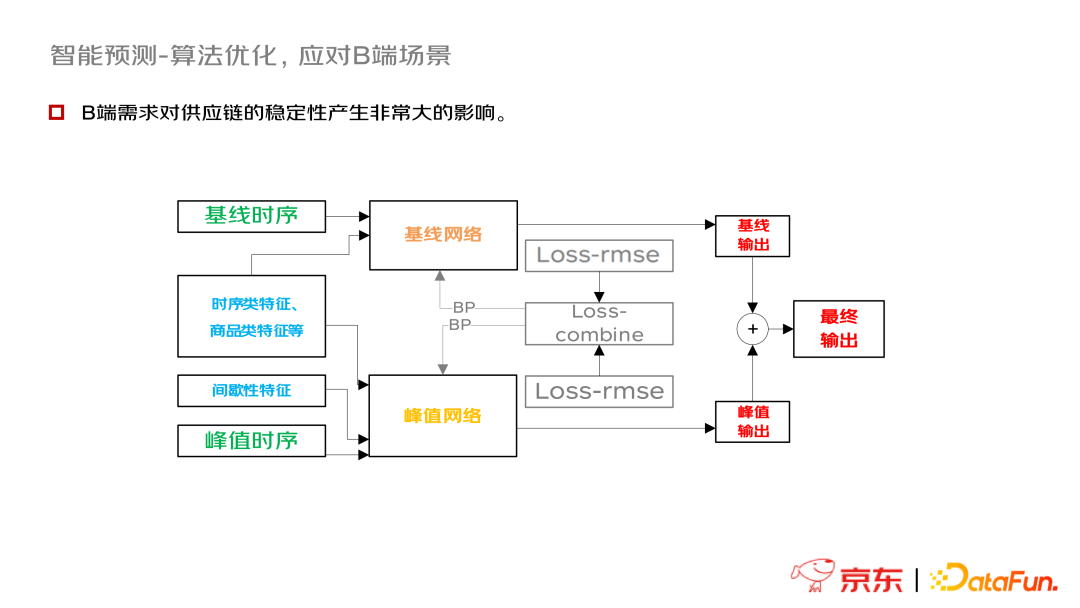 智能预测-算法优化，应对B端场景
B端需求对供应链的稳定性产生非常大的影响。
基线时序
基线网络
基线
输出
Loss-rmse
时序类特征、
商品类特征等
BP
BP
Loss-
combine
+
最终
输出
间歇性特征
Loss-rmse
峰值网络
峰值
输出
峰值时序
京东
DataFun.